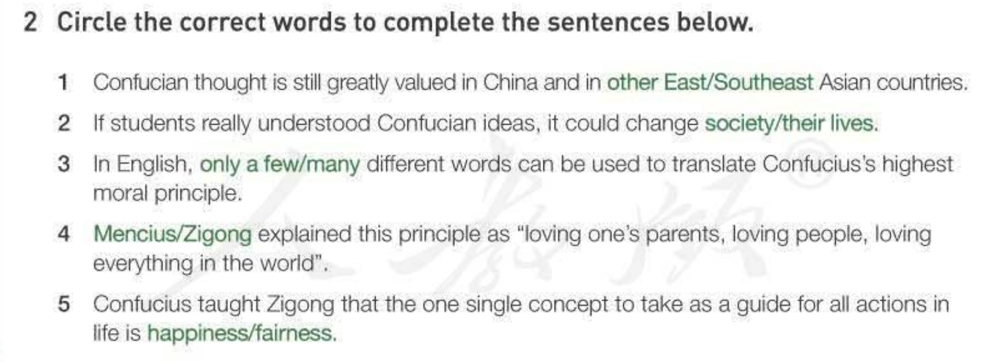 2 Circle the correct words to complete the sentences below.
1 Confucian thought is still greatly valued in China and in other East/Southeast Asian countries.
2 If students really understood Confucian ideas, it could change society/their lives.
3 In English, only a few/many different words can be used to translate Confucius's highest
moral principle.
4 Mencius/Zigong explained this principle as “loving one's parents, loving people, loving
everything in the world”.
5 Confucius taught Zigong that the one single concept to take as a guide for all actions in
life is happiness/fairness.
人教版®